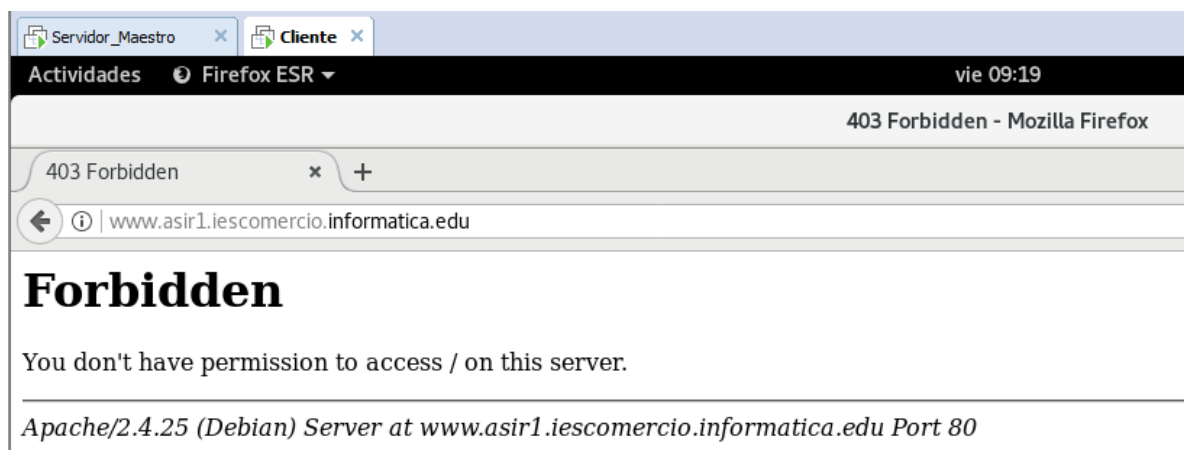 Servidor_Maestro × Cliente ×
Actividades Firefox ESR vie 09:19
403 Forbidden - Mozilla Firefox
403 Forbidden × +
www.asir1.iescomercio.informatica.edu
Forbidden
You don't have permission to access / on this server.
Apache/2.4.25 (Debian) Server at www.asir1.iescomercio.informatica.edu Port 80